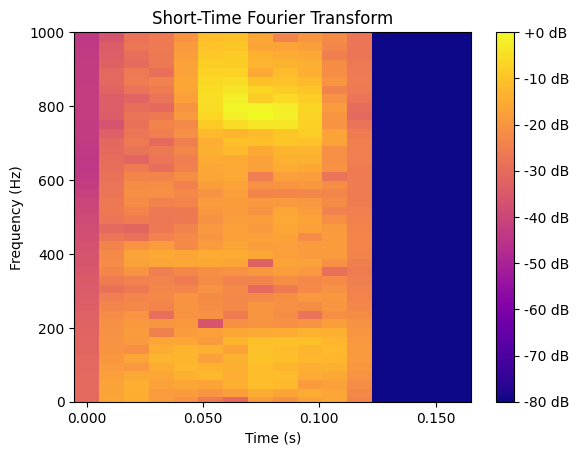 Short-Time Fourier Transform
1000
800
600
400
200
0
Frequency (Hz)
0.000
0.050
0.100
0.150
Time (s)
+0 dB
-10 dB
-20 dB
-30 dB
-40 dB
-50 dB
-60 dB
-70 dB
-80 dB